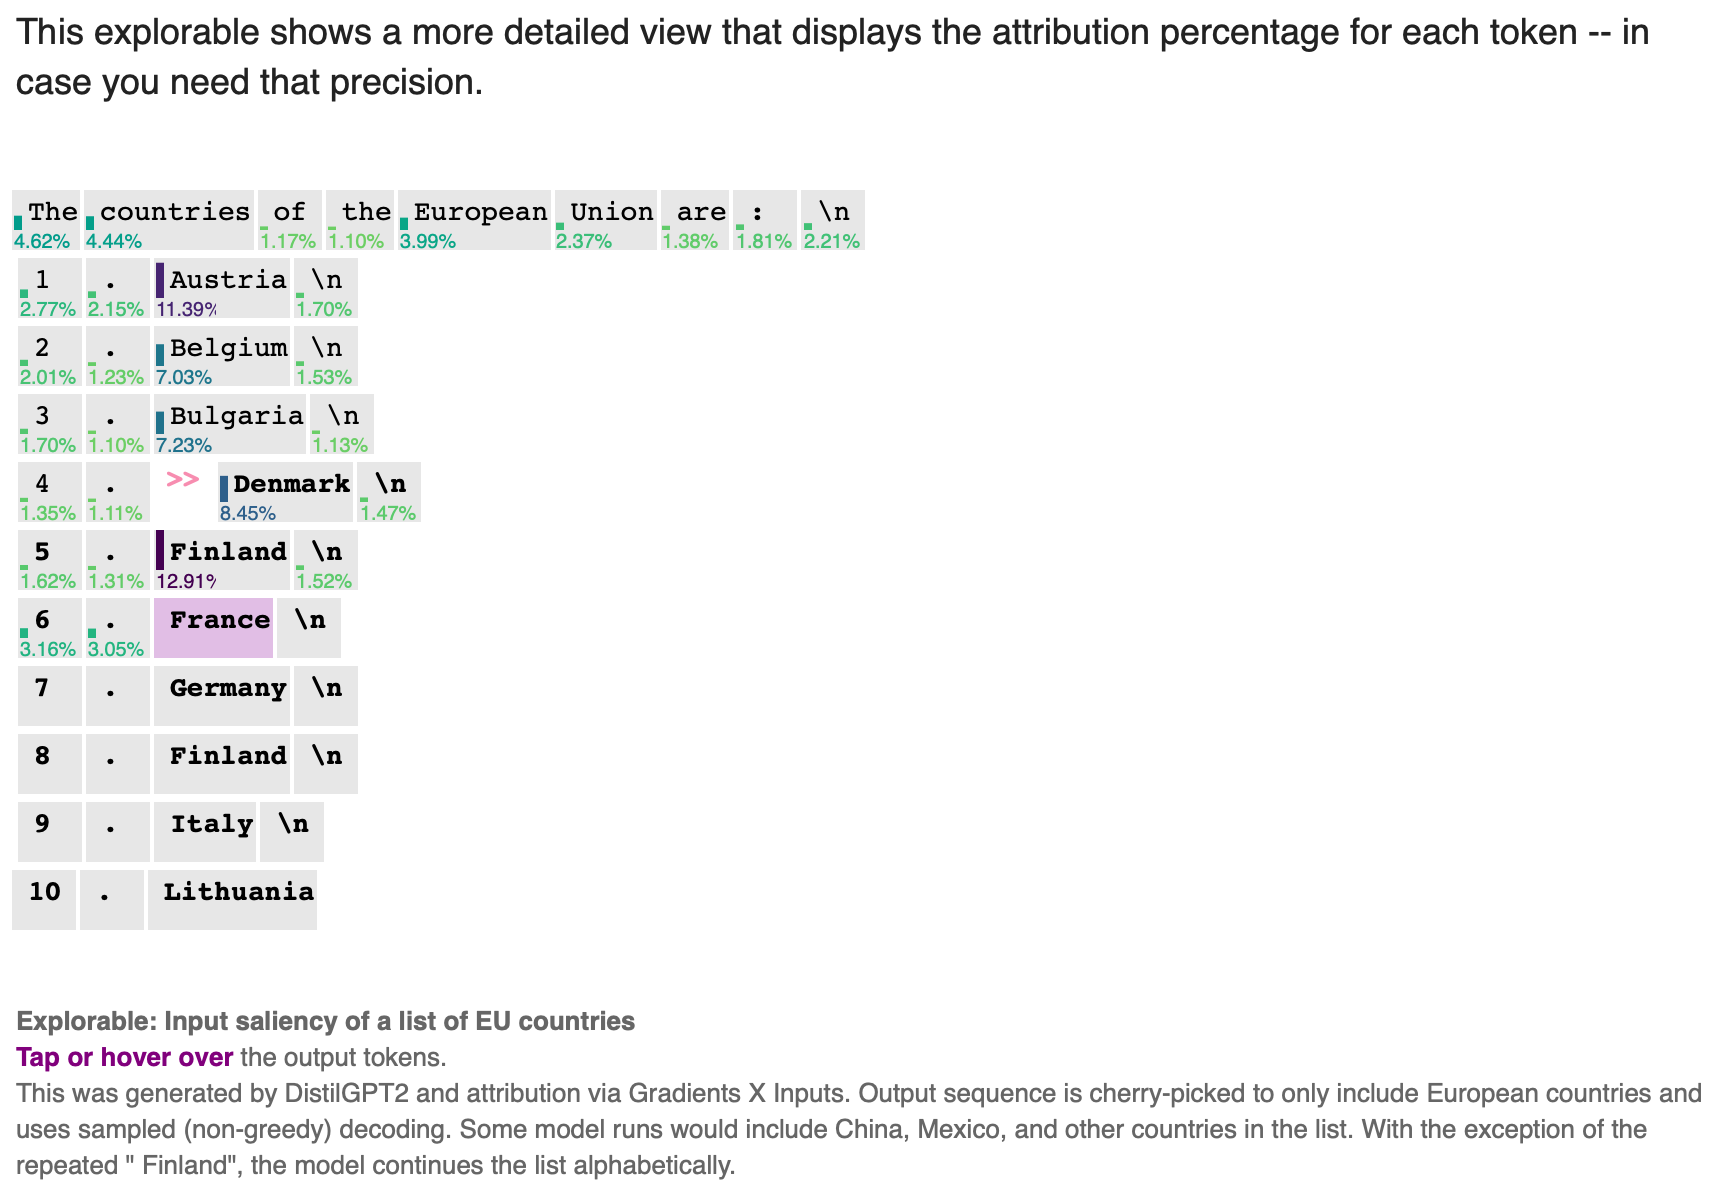 This explorable shows a more detailed view that displays the attribution percentage for each token -- in
case you need that precision.
The countries of the European Union are : \n
4.62% 4.44% 1.17% 1.10% 3.99% 2.37% 1.38% 1.81% 2.21%
1 . Austria \n
2.77% 2.15% 11.39% 1.70%
2 . Belgium \n
2.01% 1.23% 7.03% 1.53%
3 . Bulgaria \n
1.70% 1.10% 7.23% 1.13%
4 . >> Denmark \n
1.35% 1.11% 8.45% 1.47%
5 . Finland \n
1.62% 1.31% 12.91% 1.52%
6 . France \n
3.16% 3.05%
7 . Germany \n
8 . Finland \n
9 . Italy \n
10 . Lithuania
Explorable: Input saliency of a list of EU countries
Tap or hover over the output tokens.
This was generated by DistilGPT2 and attribution via Gradients X Inputs. Output sequence is cherry-picked to only include European countries and
uses sampled (non-greedy) decoding. Some model runs would include China, Mexico, and other countries in the list. With the exception of the
repeated " Finland", the model continues the list alphabetically.